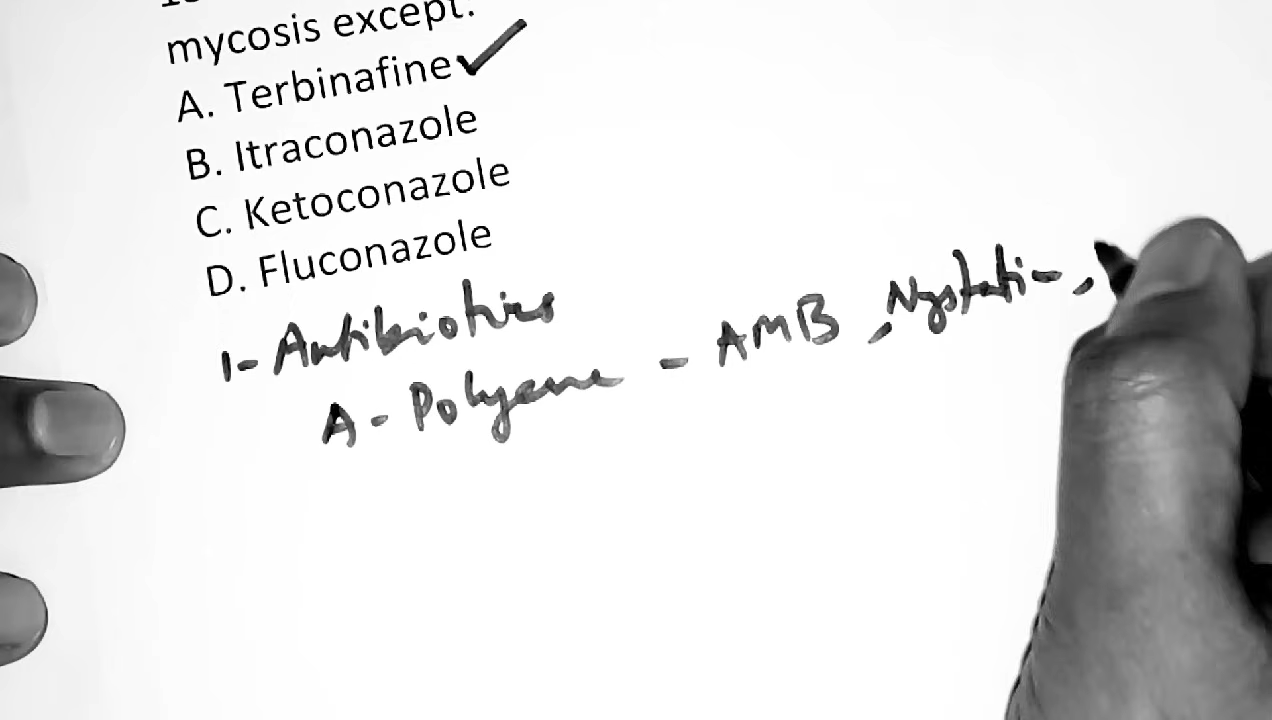 mycosis except:
A. Terbinafine ✓
B. Itraconazole
C. Ketoconazole
D. Fluconazole
1- Antibiotics
A - Polyene - AMB, Nystatin,